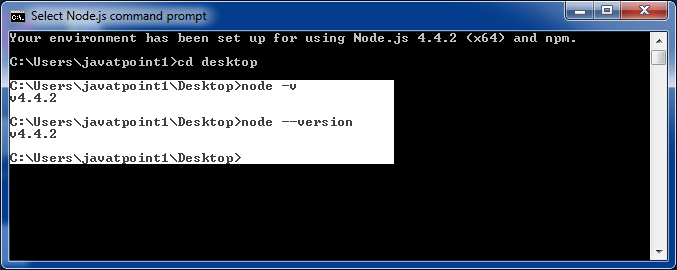 Select Node.js command prompt
Your environment has been set up for using Node.js 4.4.2 (x64) and npm.
C:\Users\javatpoint1>cd desktop
C:\Users\javatpoint1\Desktop>node -v
v4.4.2
C:\Users\javatpoint1\Desktop>node --version
v4.4.2
C:\Users\javatpoint1\Desktop>